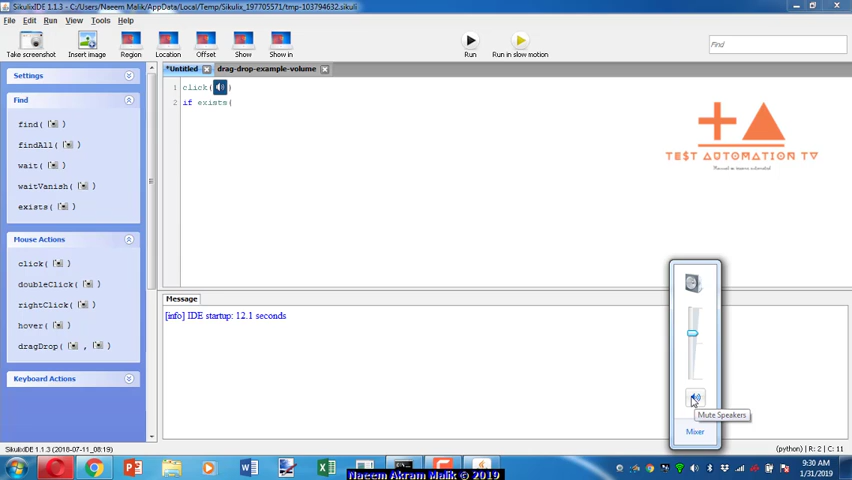 SikulixIDE 1.1.3 - C:/Users/Naeem Malik/AppData/Local/Temp/Sikulix_197705571/tmp-103794632.sikuli
File Edit Run View Tools Help
Take screenshot Insert image Region Location Offset Show Show in Run Run in slow motion Find
*Untitled drag-drop-example-volume
Settings
Find
find( )
findAll( )
wait( )
waitVanish( )
exists( )
Mouse Actions
click( )
doubleClick( )
rightClick( )
hover( )
dragDrop( , )
Keyboard Actions
1 click( )
2 if exists(
TEST AUTOMATION TV
Message
[info] IDE startup: 12.1 seconds
Mute Speakers
Mixer
SikulixIDE 1.1.3 (2018-07-11_08:19)
(python) | R: 2 | C: 11
Naeem Akram Malik © 2019
9:30 AM
1/31/2019